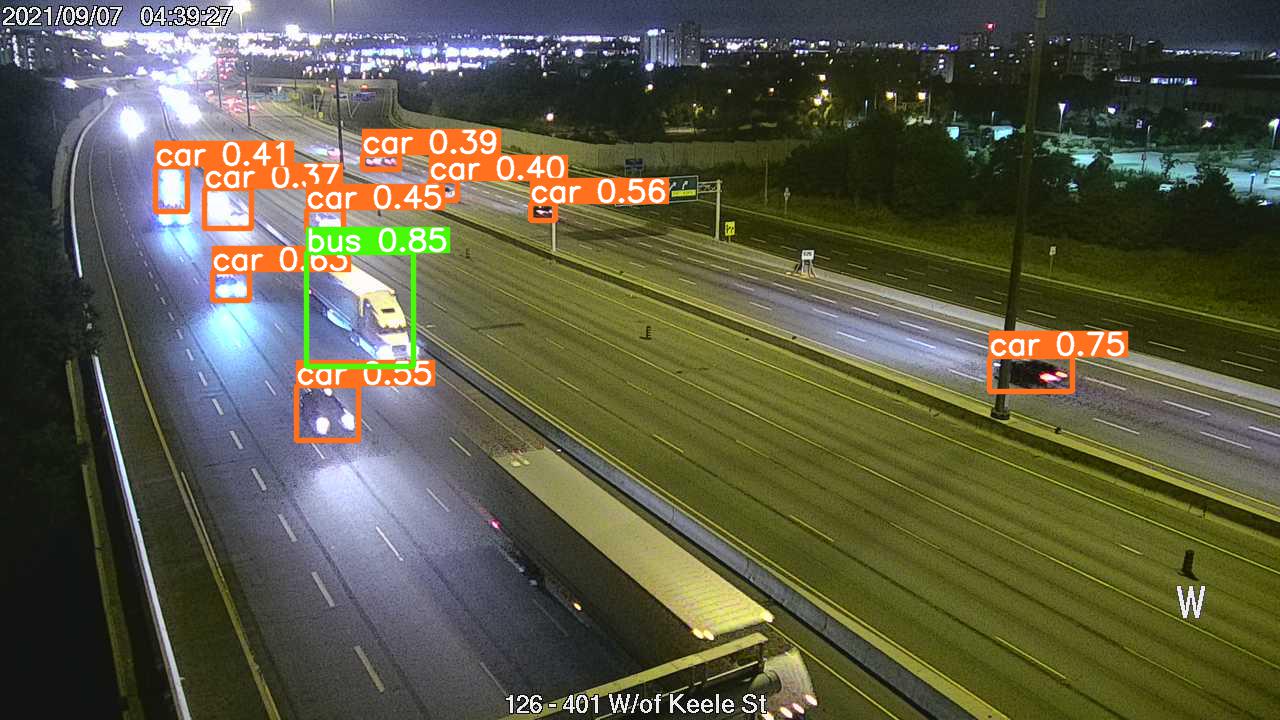 2021/09/07 04:39:27
car 0.39
car 0.41
car 0.37
car 0.40
car 0.45
car 0.56
bus 0.85
car 0.63
car 0.75
car 0.55
W
126 - 401 W/of Keele St